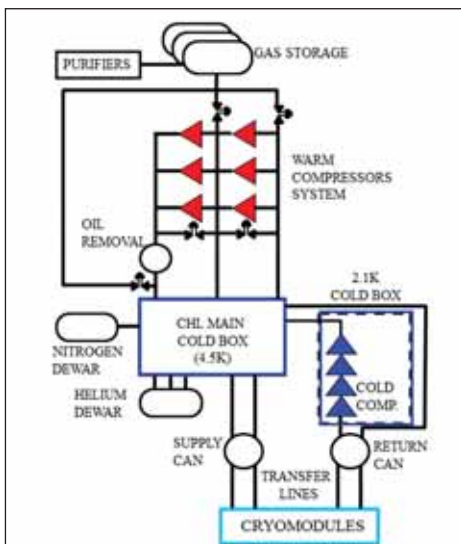 GAS STORAGE
PURIFIERS
WARM
COMPRESSORS
SYSTEM
OIL
REMOVAL
2.1K
COLD BOX
CHL MAIN
COLD BOX
(4.5K)
NITROGEN
DEWAR
HELIUM
DEWAR
COLD
COMP.
SUPPLY
CAN
RETURN
CAN
TRANSFER
LINES
CRYOMODULES